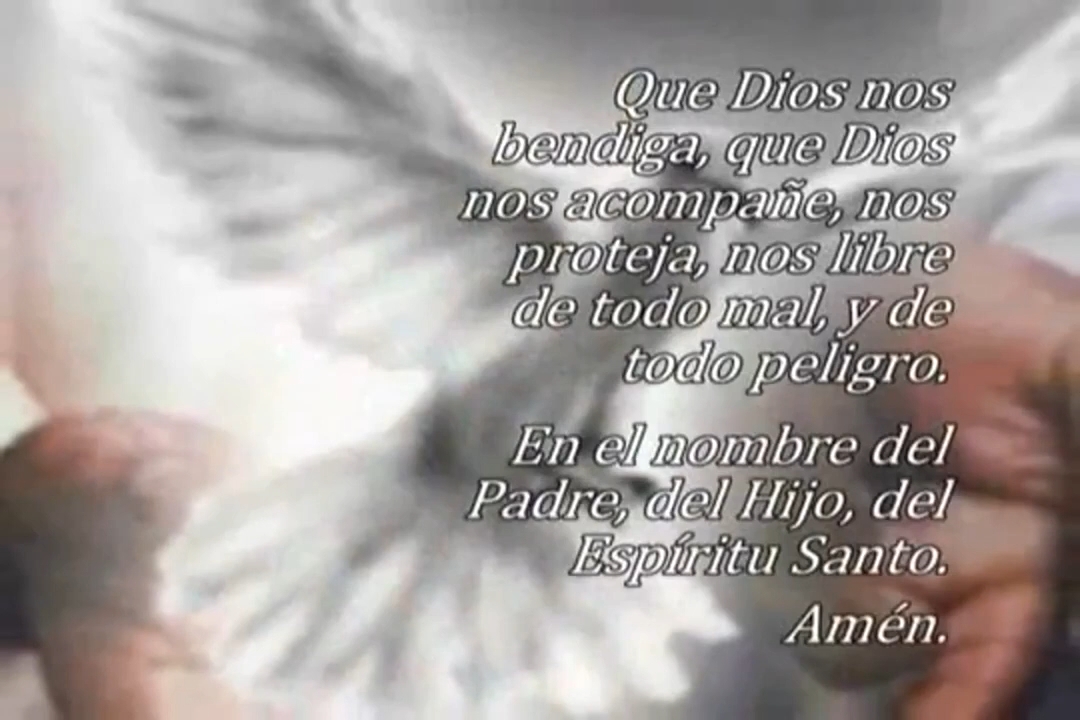 Que Dios nos
bendiga, que Dios
nos acompañe, nos
proteja, nos libre
de todo mal, y de
todo peligro.
En el nombre del
Padre, del Hijo, del
Espíritu Santo.
Amén.